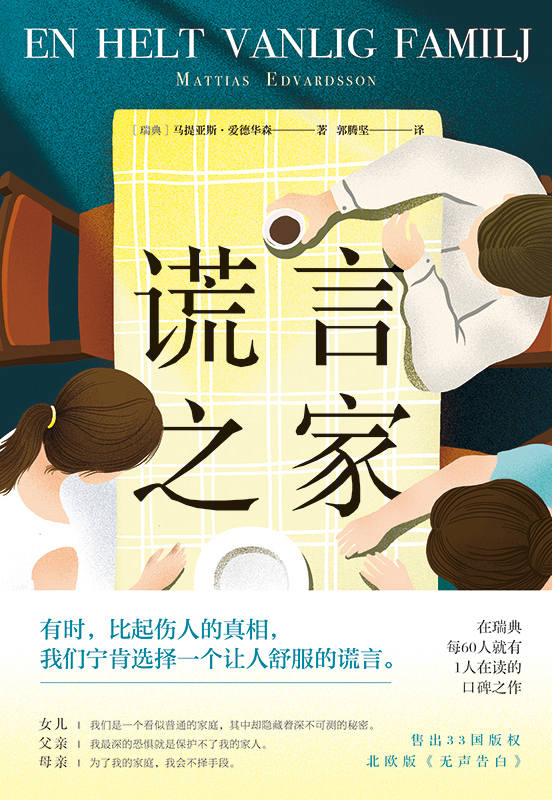 EN HELT VANLIG FAMILJ
MATTIAS EDVARDSSON
[瑞典]马提亚斯·爱德华森——著 郭腾坚——译
谎言
之家
有时，比起伤人的真相，
我们宁肯选择一个让人舒服的谎言。
在瑞典
每60人就有
1人在读的
口碑之作
女儿 | 我们是一个看似普通的家庭，其中却隐藏着深不可测的秘密。
父亲 | 我最深的恐惧就是保护不了我的家人。
母亲 | 为了我的家庭，我会不择手段。
售出33国版权
北欧版《无声告白》